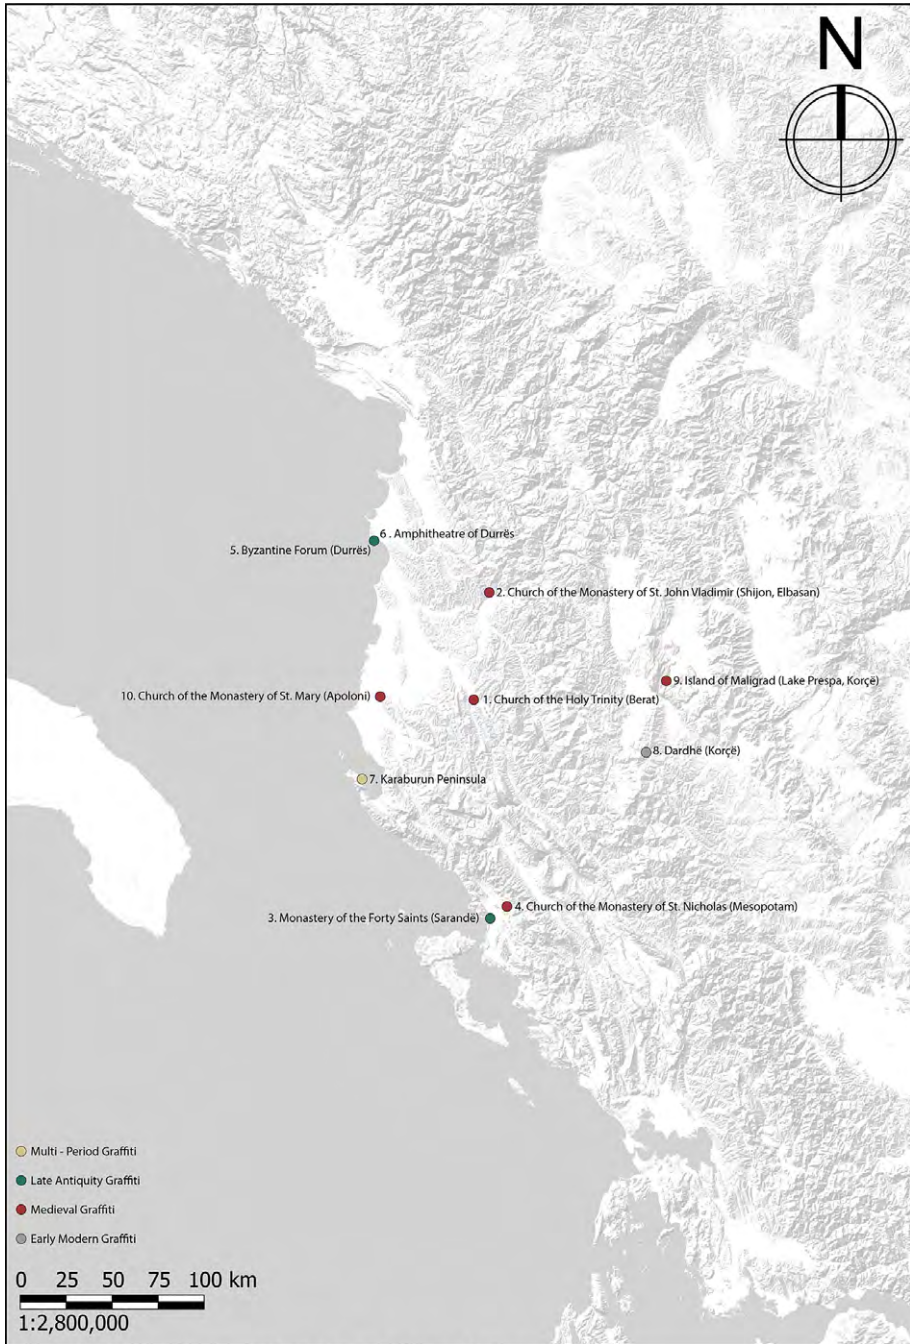 N
6 . Amphitheatre of Durrës
5. Byzantine Forum (Durrës)
2. Church of the Monastery of St. John Vladimir (Shijon, Elbasan)
9. Island of Maligrad (Lake Prespa, Korçë)
10. Church of the Monastery of St. Mary (Apoloni)
1. Church of the Holy Trinity (Berat)
8. Dardhë (Korçë)
7. Karaburun Peninsula
4. Church of the Monastery of St. Nicholas (Mesopotam)
3. Monastery of the Forty Saints (Sarandë)
Multi - Period Graffiti
Late Antiquity Graffiti
Medieval Graffiti
Early Modern Graffiti
0 25 50 75 100 km
1:2,800,000